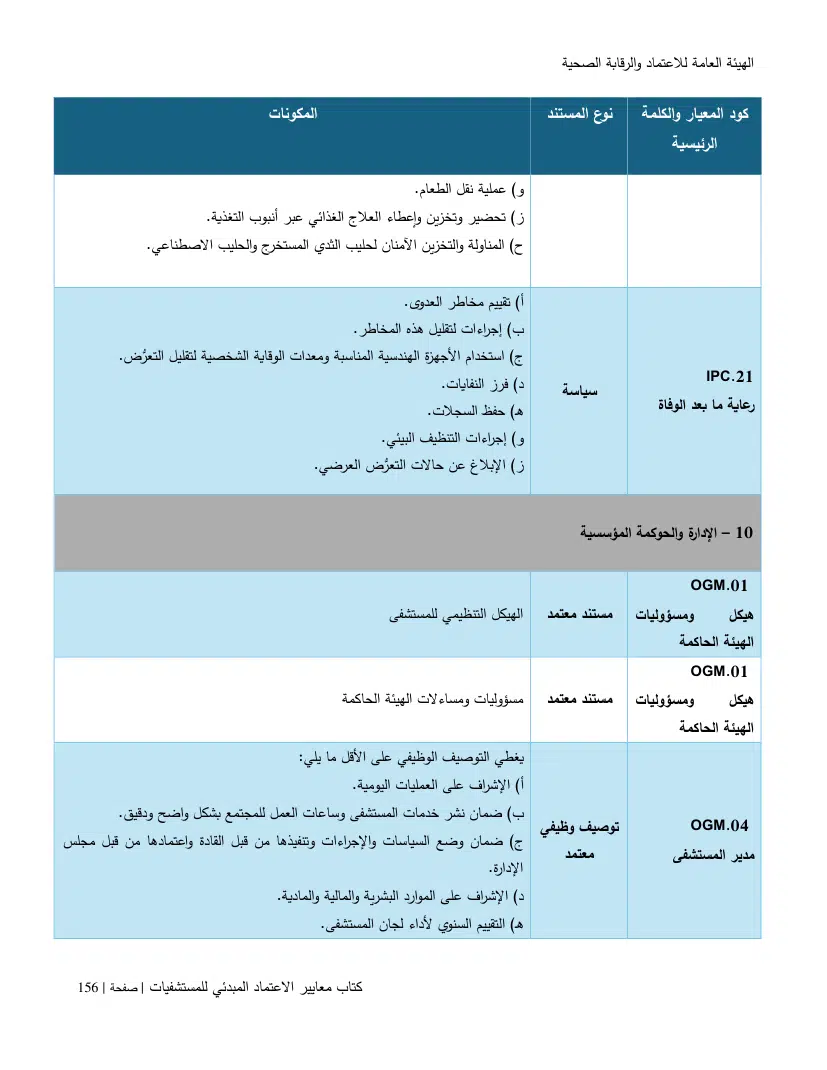 الهيئة العامة للاعتماد والرقابة الصحية
كود المعيار والكلمة
الرئيسية
نوع المستند
المكونات
و) عملية نقل الطعام.
ز) تحضير وتخزين وإعطاء العلاج الغذائي عبر أنبوب التغذية.
ح) المناولة والتخزين الآمنان لحليب الثدي المستخرج والحليب الاصطناعي.
IPC.21
رعاية ما بعد الوفاة
سياسة
أ) تقييم مخاطر العدوى.
ب) إجراءات لتقليل هذه المخاطر.
ج) استخدام الأجهزة الهندسية المناسبة ومعدات الوقاية الشخصية لتقليل التعرُّض.
د) فرز النفايات.
ه) حفظ السجلات.
و) إجراءات التنظيف البيئي.
ز) الإبلاغ عن حالات التعرُّض العرضي.
10 – الإدارة والحوكمة المؤسسية
OGM.01
هيكل ومسؤوليات
الهيئة الحاكمة
مستند معتمد
الهيكل التنظيمي للمستشفى
OGM.01
هيكل ومسؤوليات
الهيئة الحاكمة
مستند معتمد
مسؤوليات ومساءلات الهيئة الحاكمة
OGM.04
مدير المستشفى
توصيف وظيفي
معتمد
يغطي التوصيف الوظيفي على الأقل ما يلي:
أ) الإشراف على العمليات اليومية.
ب) ضمان نشر خدمات المستشفى وساعات العمل للمجتمع بشكل واضح ودقيق.
ج) ضمان وضع السياسات والإجراءات وتنفيذها من قبل القادة واعتمادها من قبل مجلس
الإدارة.
د) الإشراف على الموارد البشرية والمالية والمادية.
ه) التقييم السنوي لأداء لجان المستشفى.
كتاب معايير الاعتماد المبدئي للمستشفيات | صفحة | 156